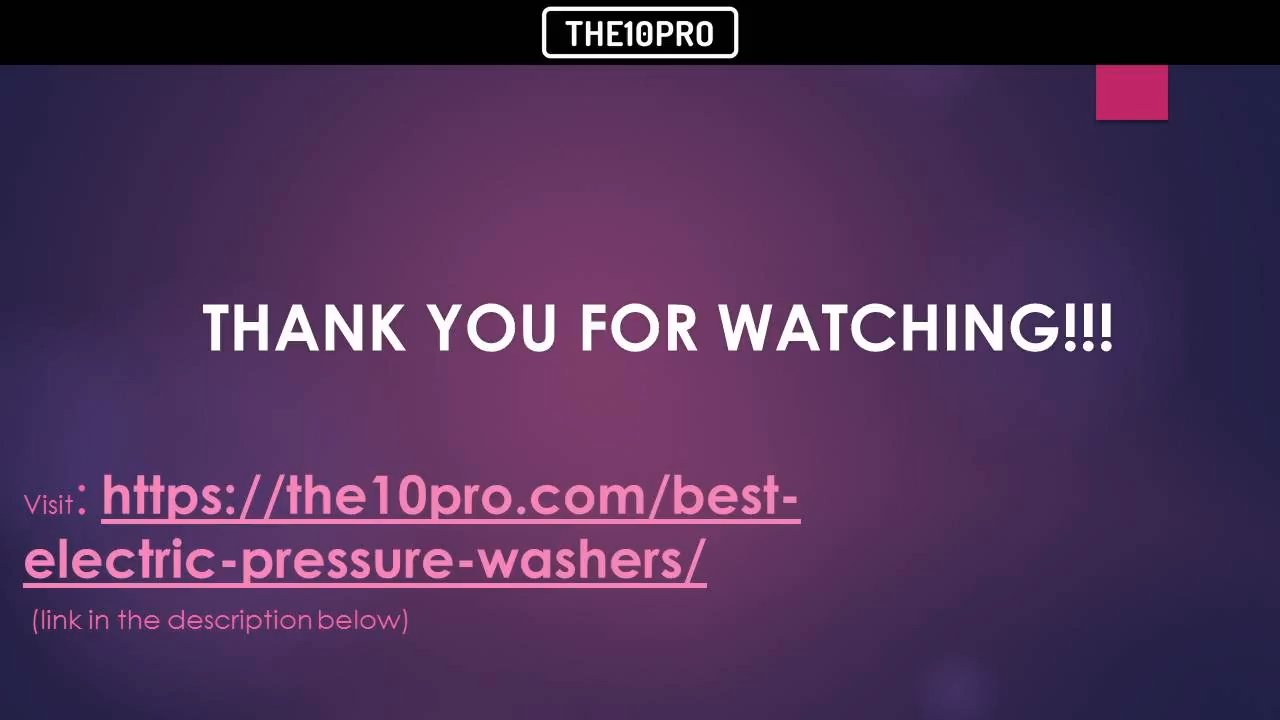 THE10PRO
THANK YOU FOR WATCHING!!!
Visit: https://the10pro.com/best-
electric-pressure-washers/
(link in the description below)